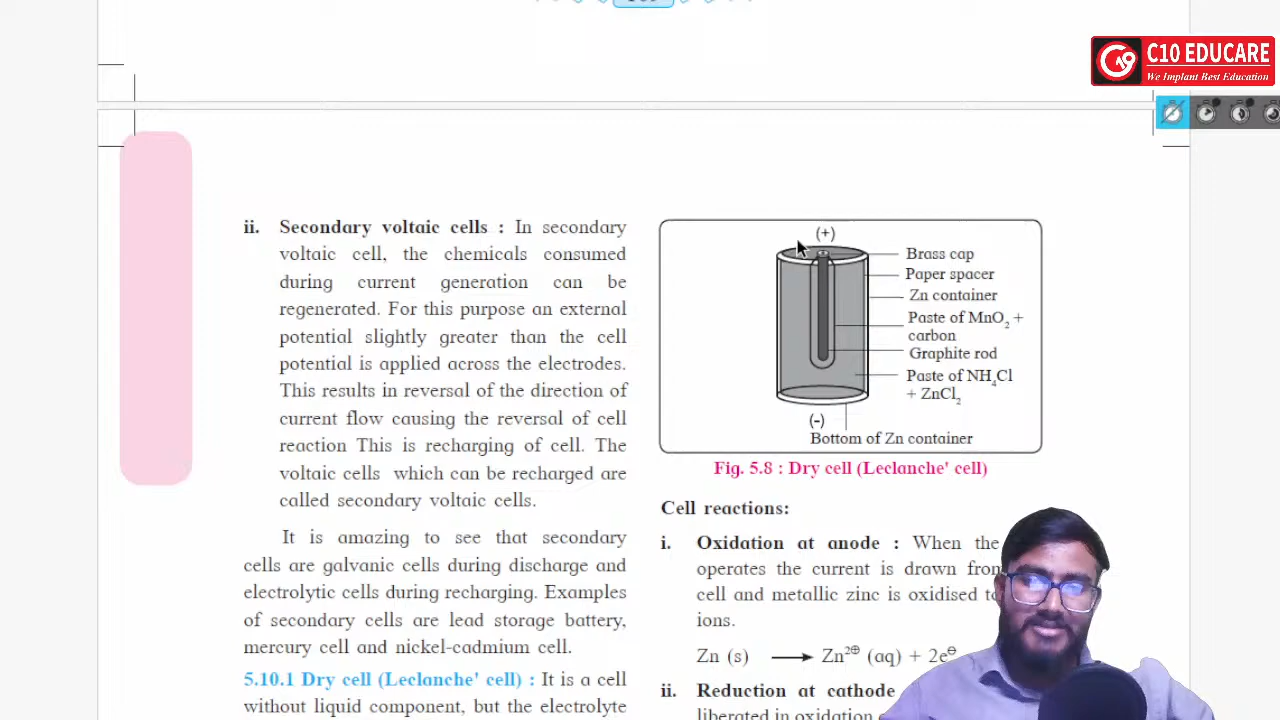 C10 EDUCARE
We Implant Best Education
ii. Secondary voltaic cells : In secondary
voltaic cell, the chemicals consumed
during current generation can be
regenerated. For this purpose an external
potential slightly greater than the cell
potential is applied across the electrodes.
This results in reversal of the direction of
current flow causing the reversal of cell
reaction This is recharging of cell. The
voltaic cells which can be recharged are
called secondary voltaic cells.
It is amazing to see that secondary
cells are galvanic cells during discharge and
electrolytic cells during recharging. Examples
of secondary cells are lead storage battery,
mercury cell and nickel-cadmium cell.
5.10.1 Dry cell (Leclanche' cell) : It is a cell
without liquid component, but the electrolyte
(+)
Brass cap
Paper spacer
Zn container
Paste of MnO₂ +
carbon
Graphite rod
Paste of NH₄Cl
+ ZnCl₂
(-)
Bottom of Zn container
Fig. 5.8 : Dry cell (Leclanche' cell)
Cell reactions:
i. Oxidation at anode : When the
operates the current is drawn from
cell and metallic zinc is oxidised to
ions.
Zn (s) ⟶ Zn²⊕ (aq) + 2e⊖
ii. Reduction at cathode
liberated in oxidation